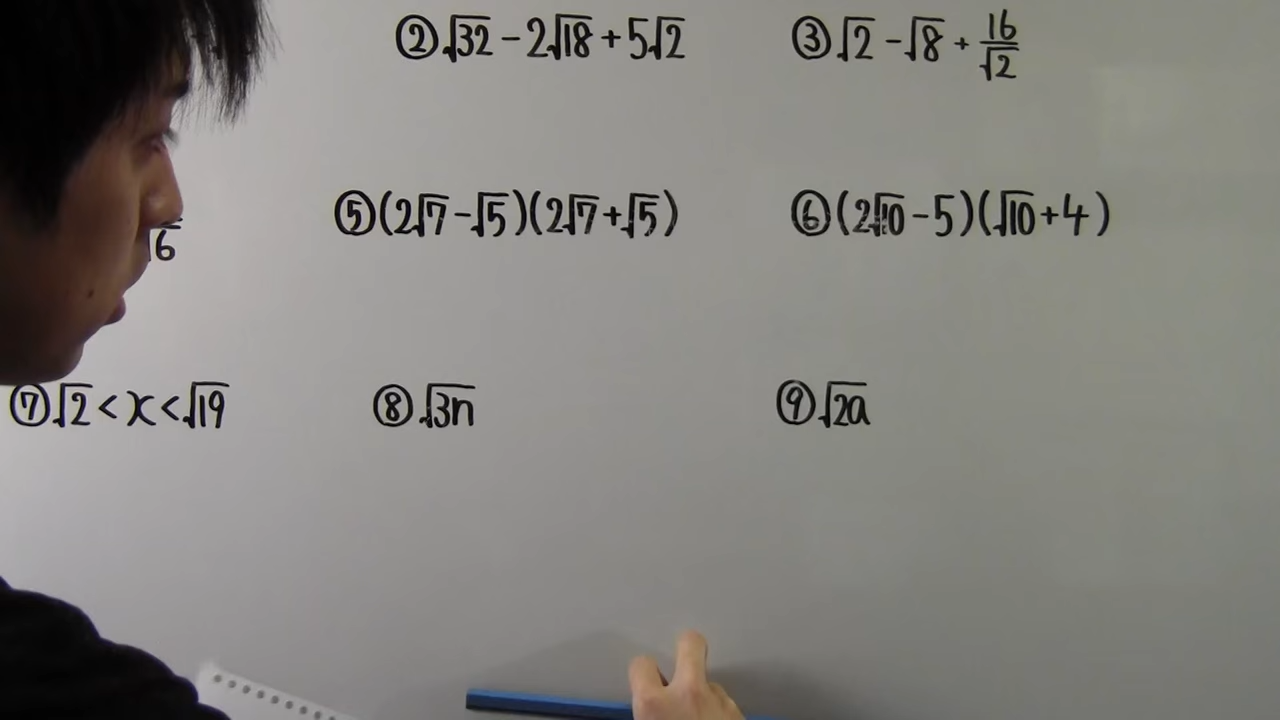 ② √32 − 2√18 + 5√2
③ √2 − √8 + 16/√2
√6
⑤ (2√7 − √5)(2√7 + √5)
⑥ (2√10 − 5)(√10 + 4)
⑦ √2 < x < √19
⑧ √3n
⑨ √2a